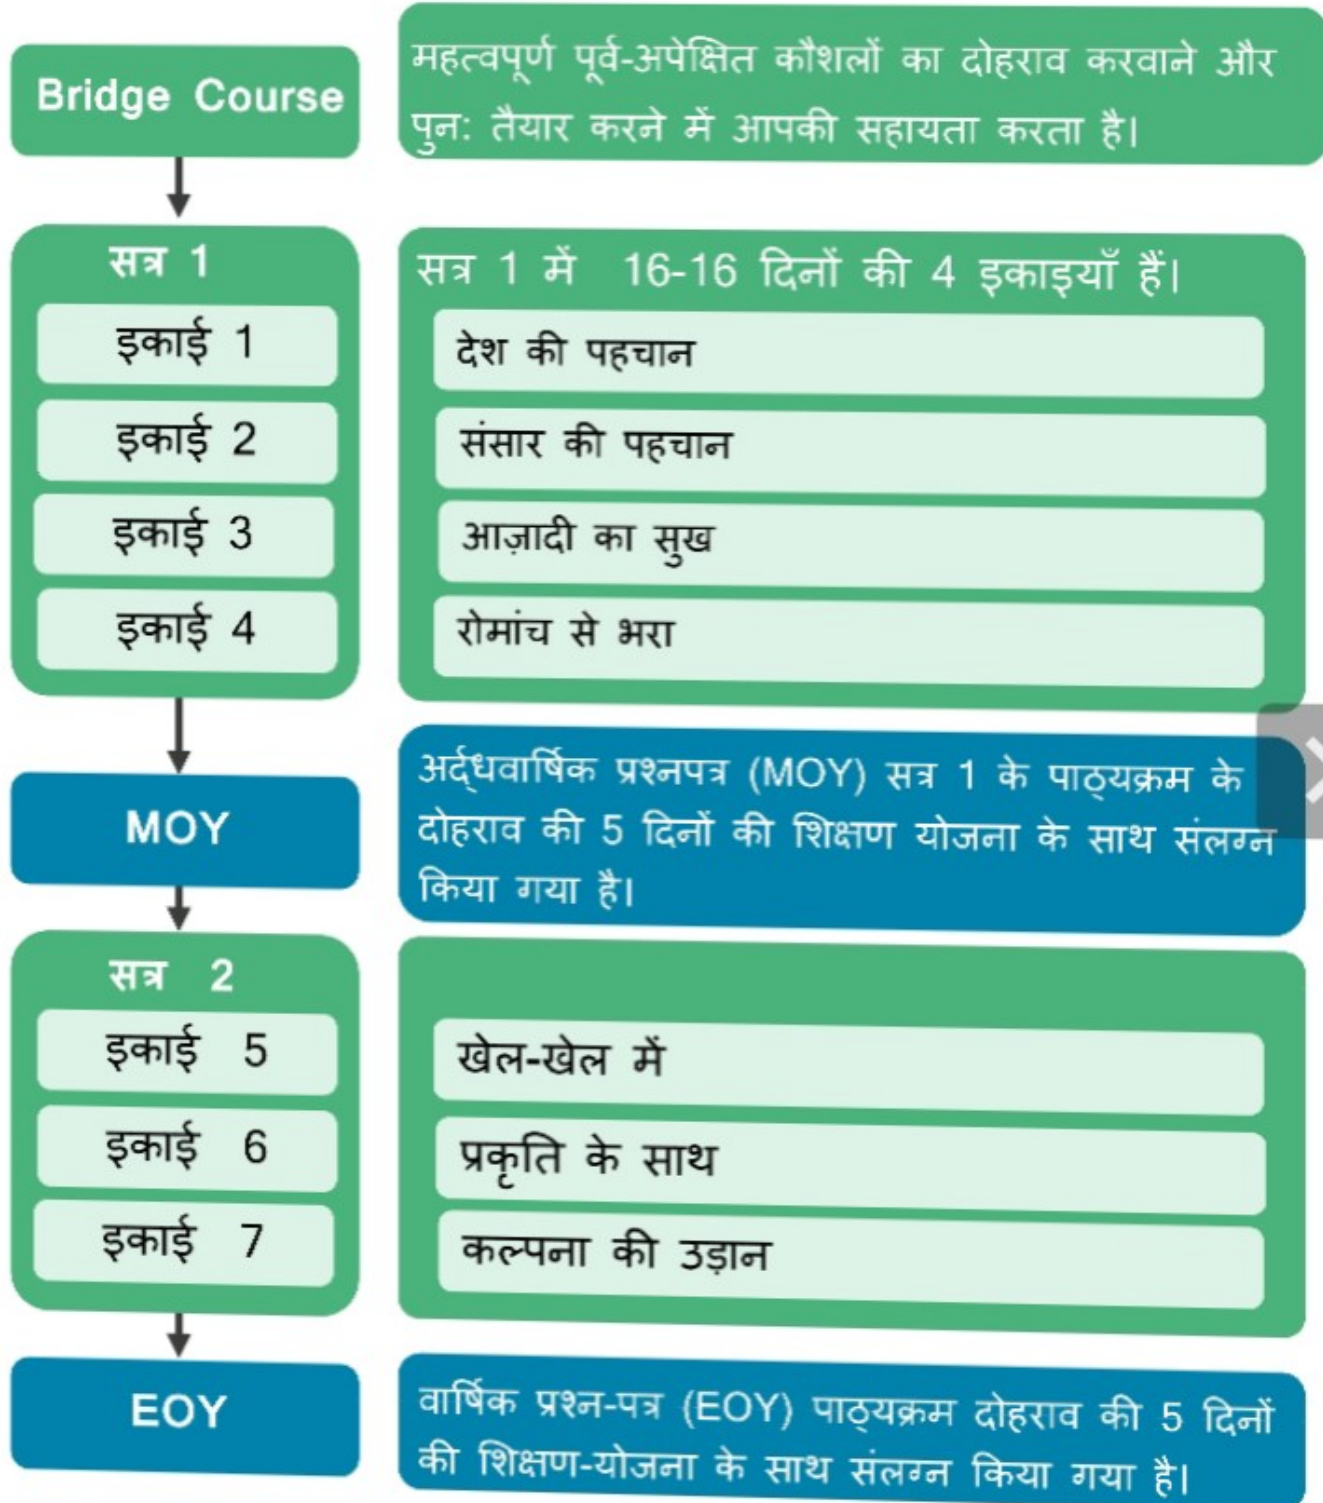 Bridge Course
महत्वपूर्ण पूर्व-अपेक्षित कौशलों का दोहराव करवाने और
पुन: तैयार करने में आपकी सहायता करता है।
सत्र 1
इकाई 1
इकाई 2
इकाई 3
इकाई 4
सत्र 1 में 16-16 दिनों की 4 इकाइयाँ हैं।
देश की पहचान
संसार की पहचान
आज़ादी का सुख
रोमांच से भरा
MOY
अर्द्धवार्षिक प्रश्नपत्र (MOY) सत्र 1 के पाठ्यक्रम के
दोहराव की 5 दिनों की शिक्षण योजना के साथ संलग्न
किया गया है।
सत्र 2
इकाई 5
इकाई 6
इकाई 7
खेल-खेल में
प्रकृति के साथ
कल्पना की उड़ान
EOY
वार्षिक प्रश्न-पत्र (EOY) पाठ्यक्रम दोहराव की 5 दिनों
की शिक्षण-योजना के साथ संलग्न किया गया है।